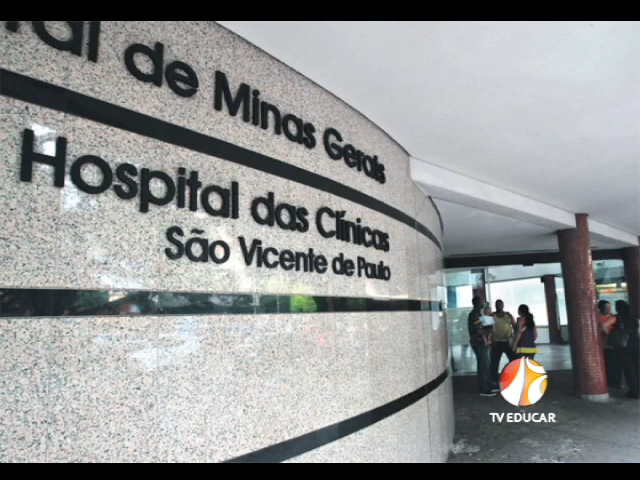 de Minas Gerais
Hospital das Clínicas
São Vicente de Paulo
TV EDUCAR